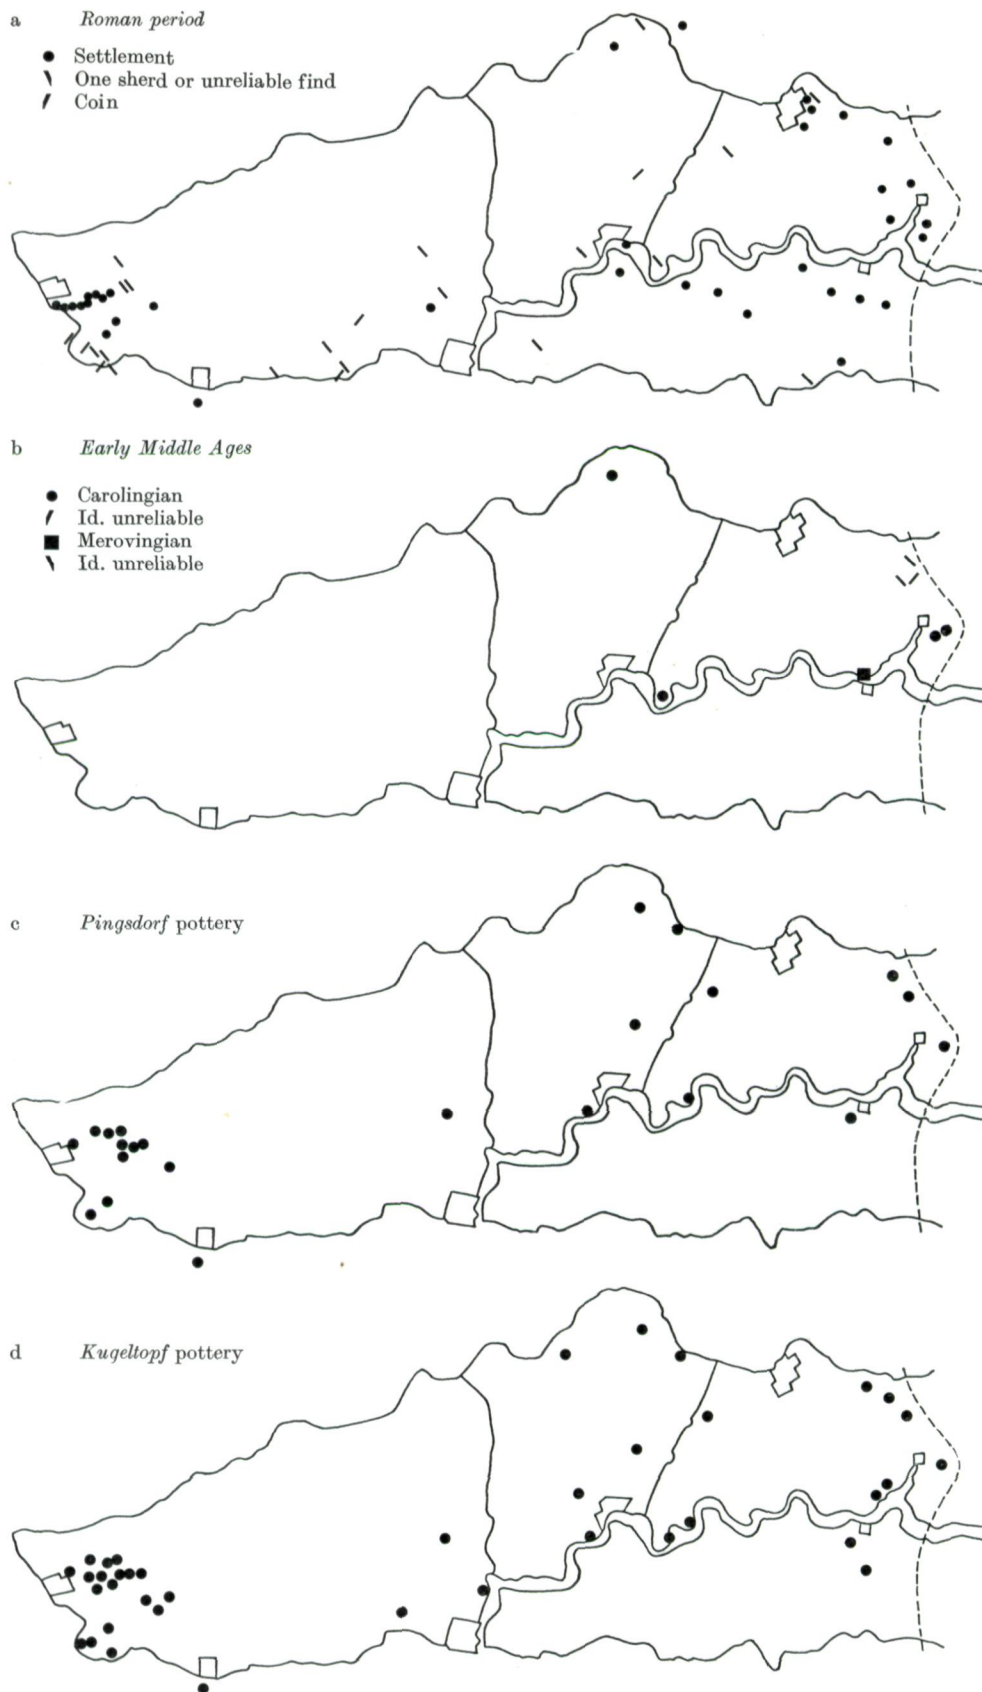 a Roman period
Settlement
One sherd or unreliable find
Coin
b Early Middle Ages
Carolingian
Id. unreliable
Merovingian
Id. unreliable
c Pingsdorf pottery
d Kugeltopf pottery